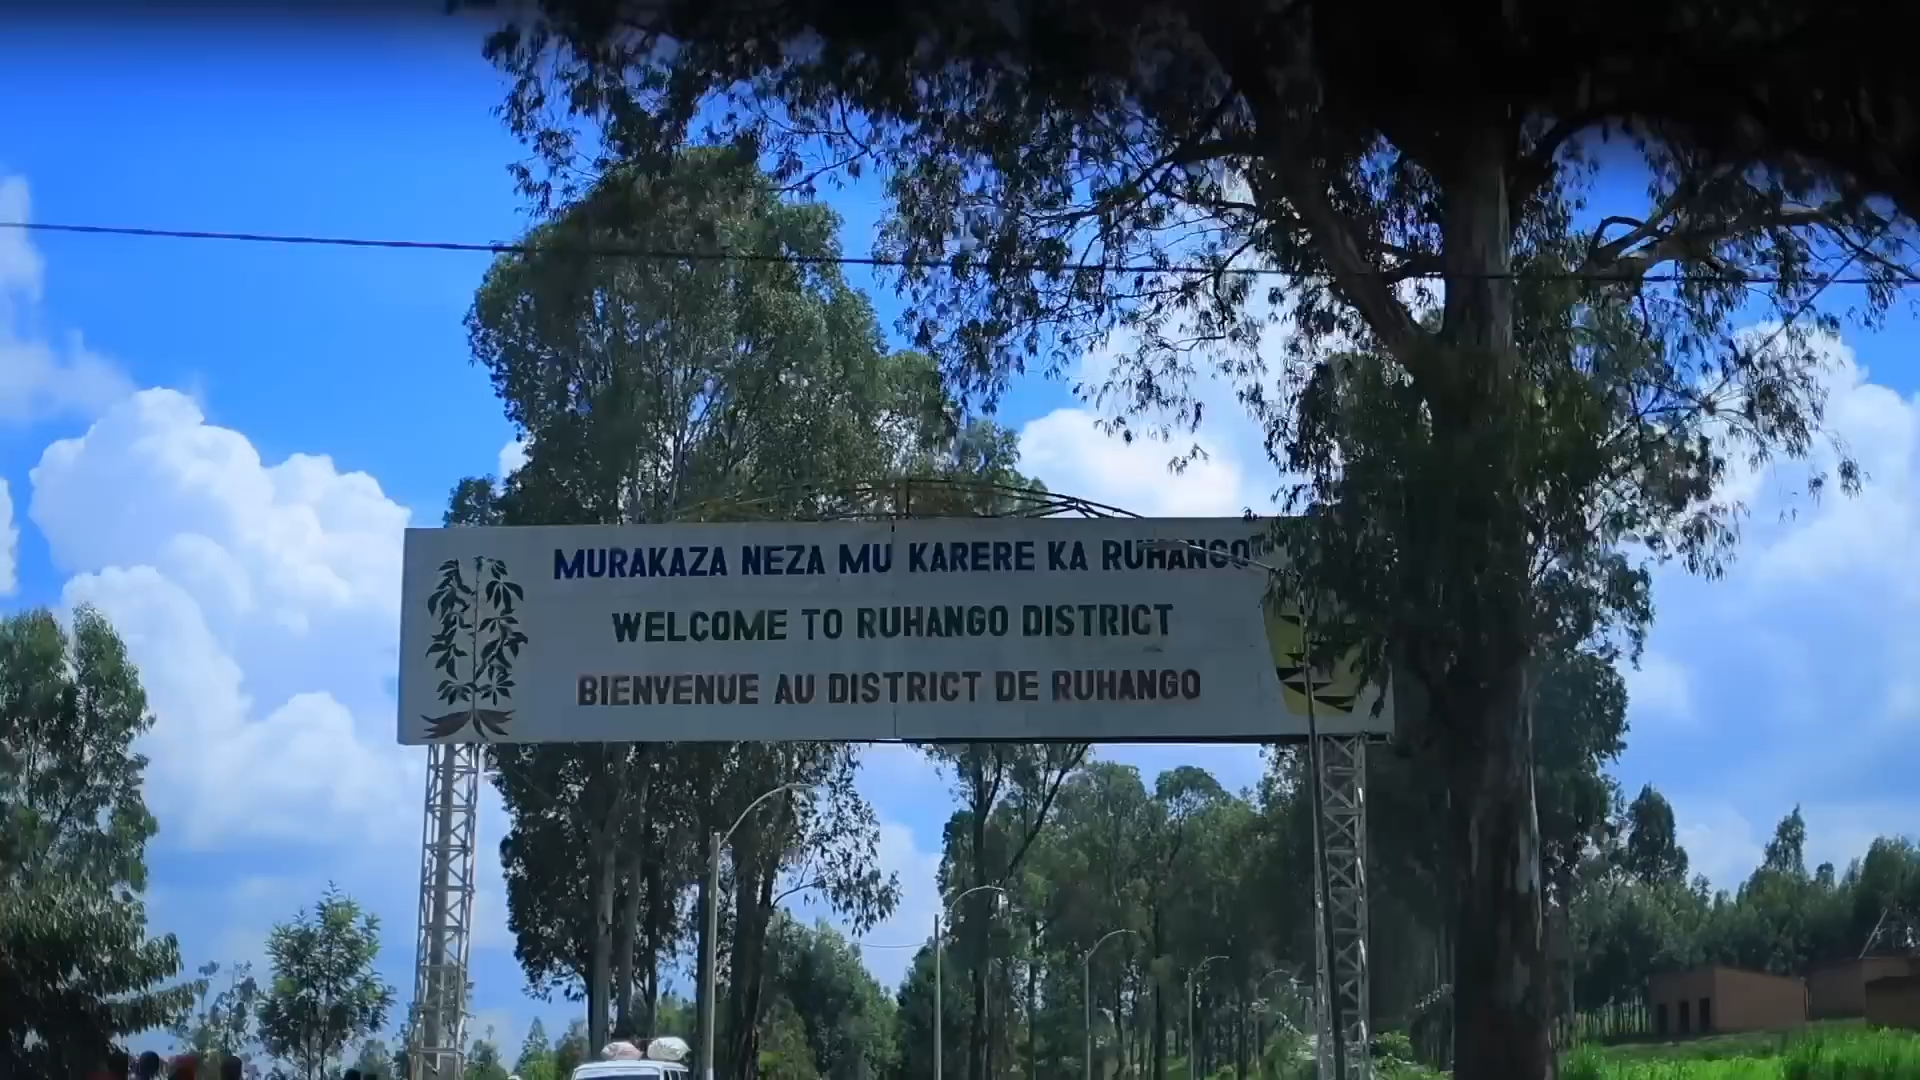 MURAKAZA NEZA MU KARERE KA RUHANGO
WELCOME TO RUHANGO DISTRICT
BIENVENUE AU DISTRICT DE RUHANGO